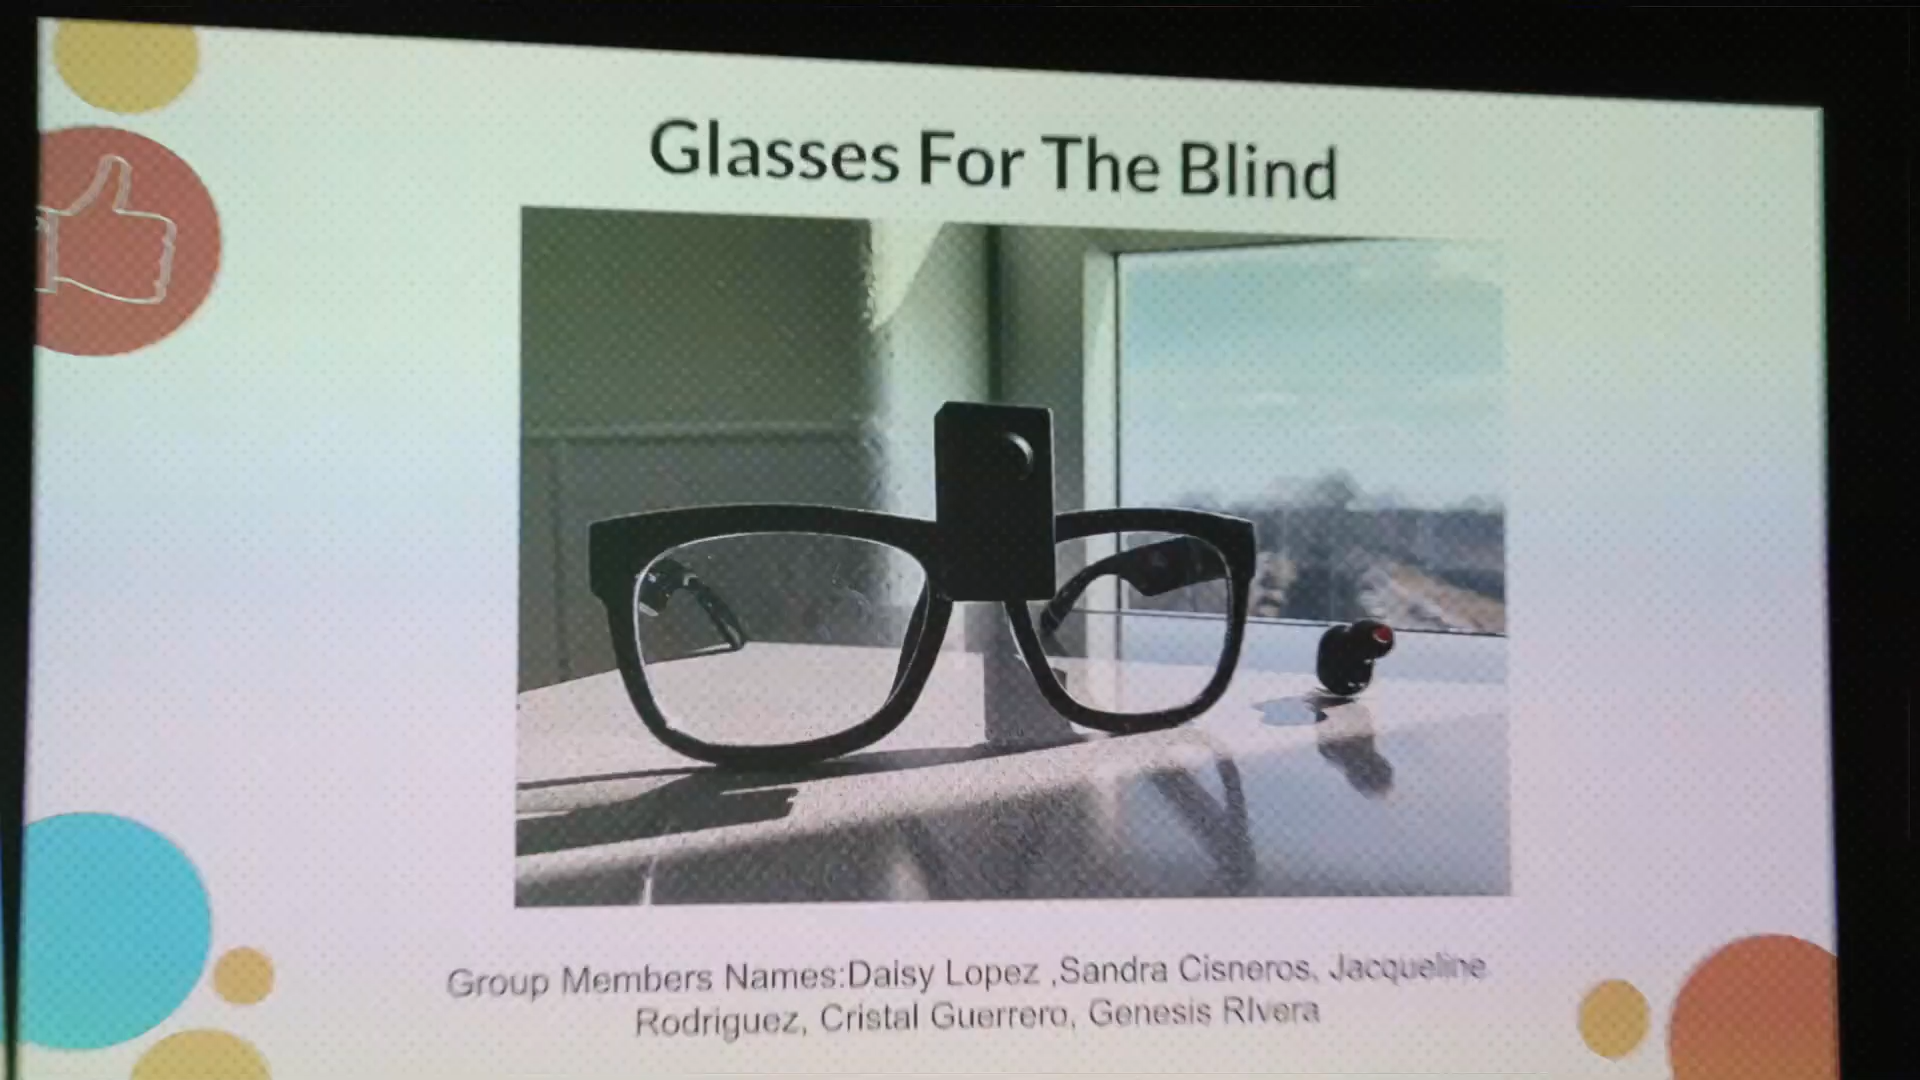 Glasses For The Blind
Group Members Names:Daisy Lopez ,Sandra Cisneros, Jacqueline
Rodriguez, Cristal Guerrero, Genesis RIvera